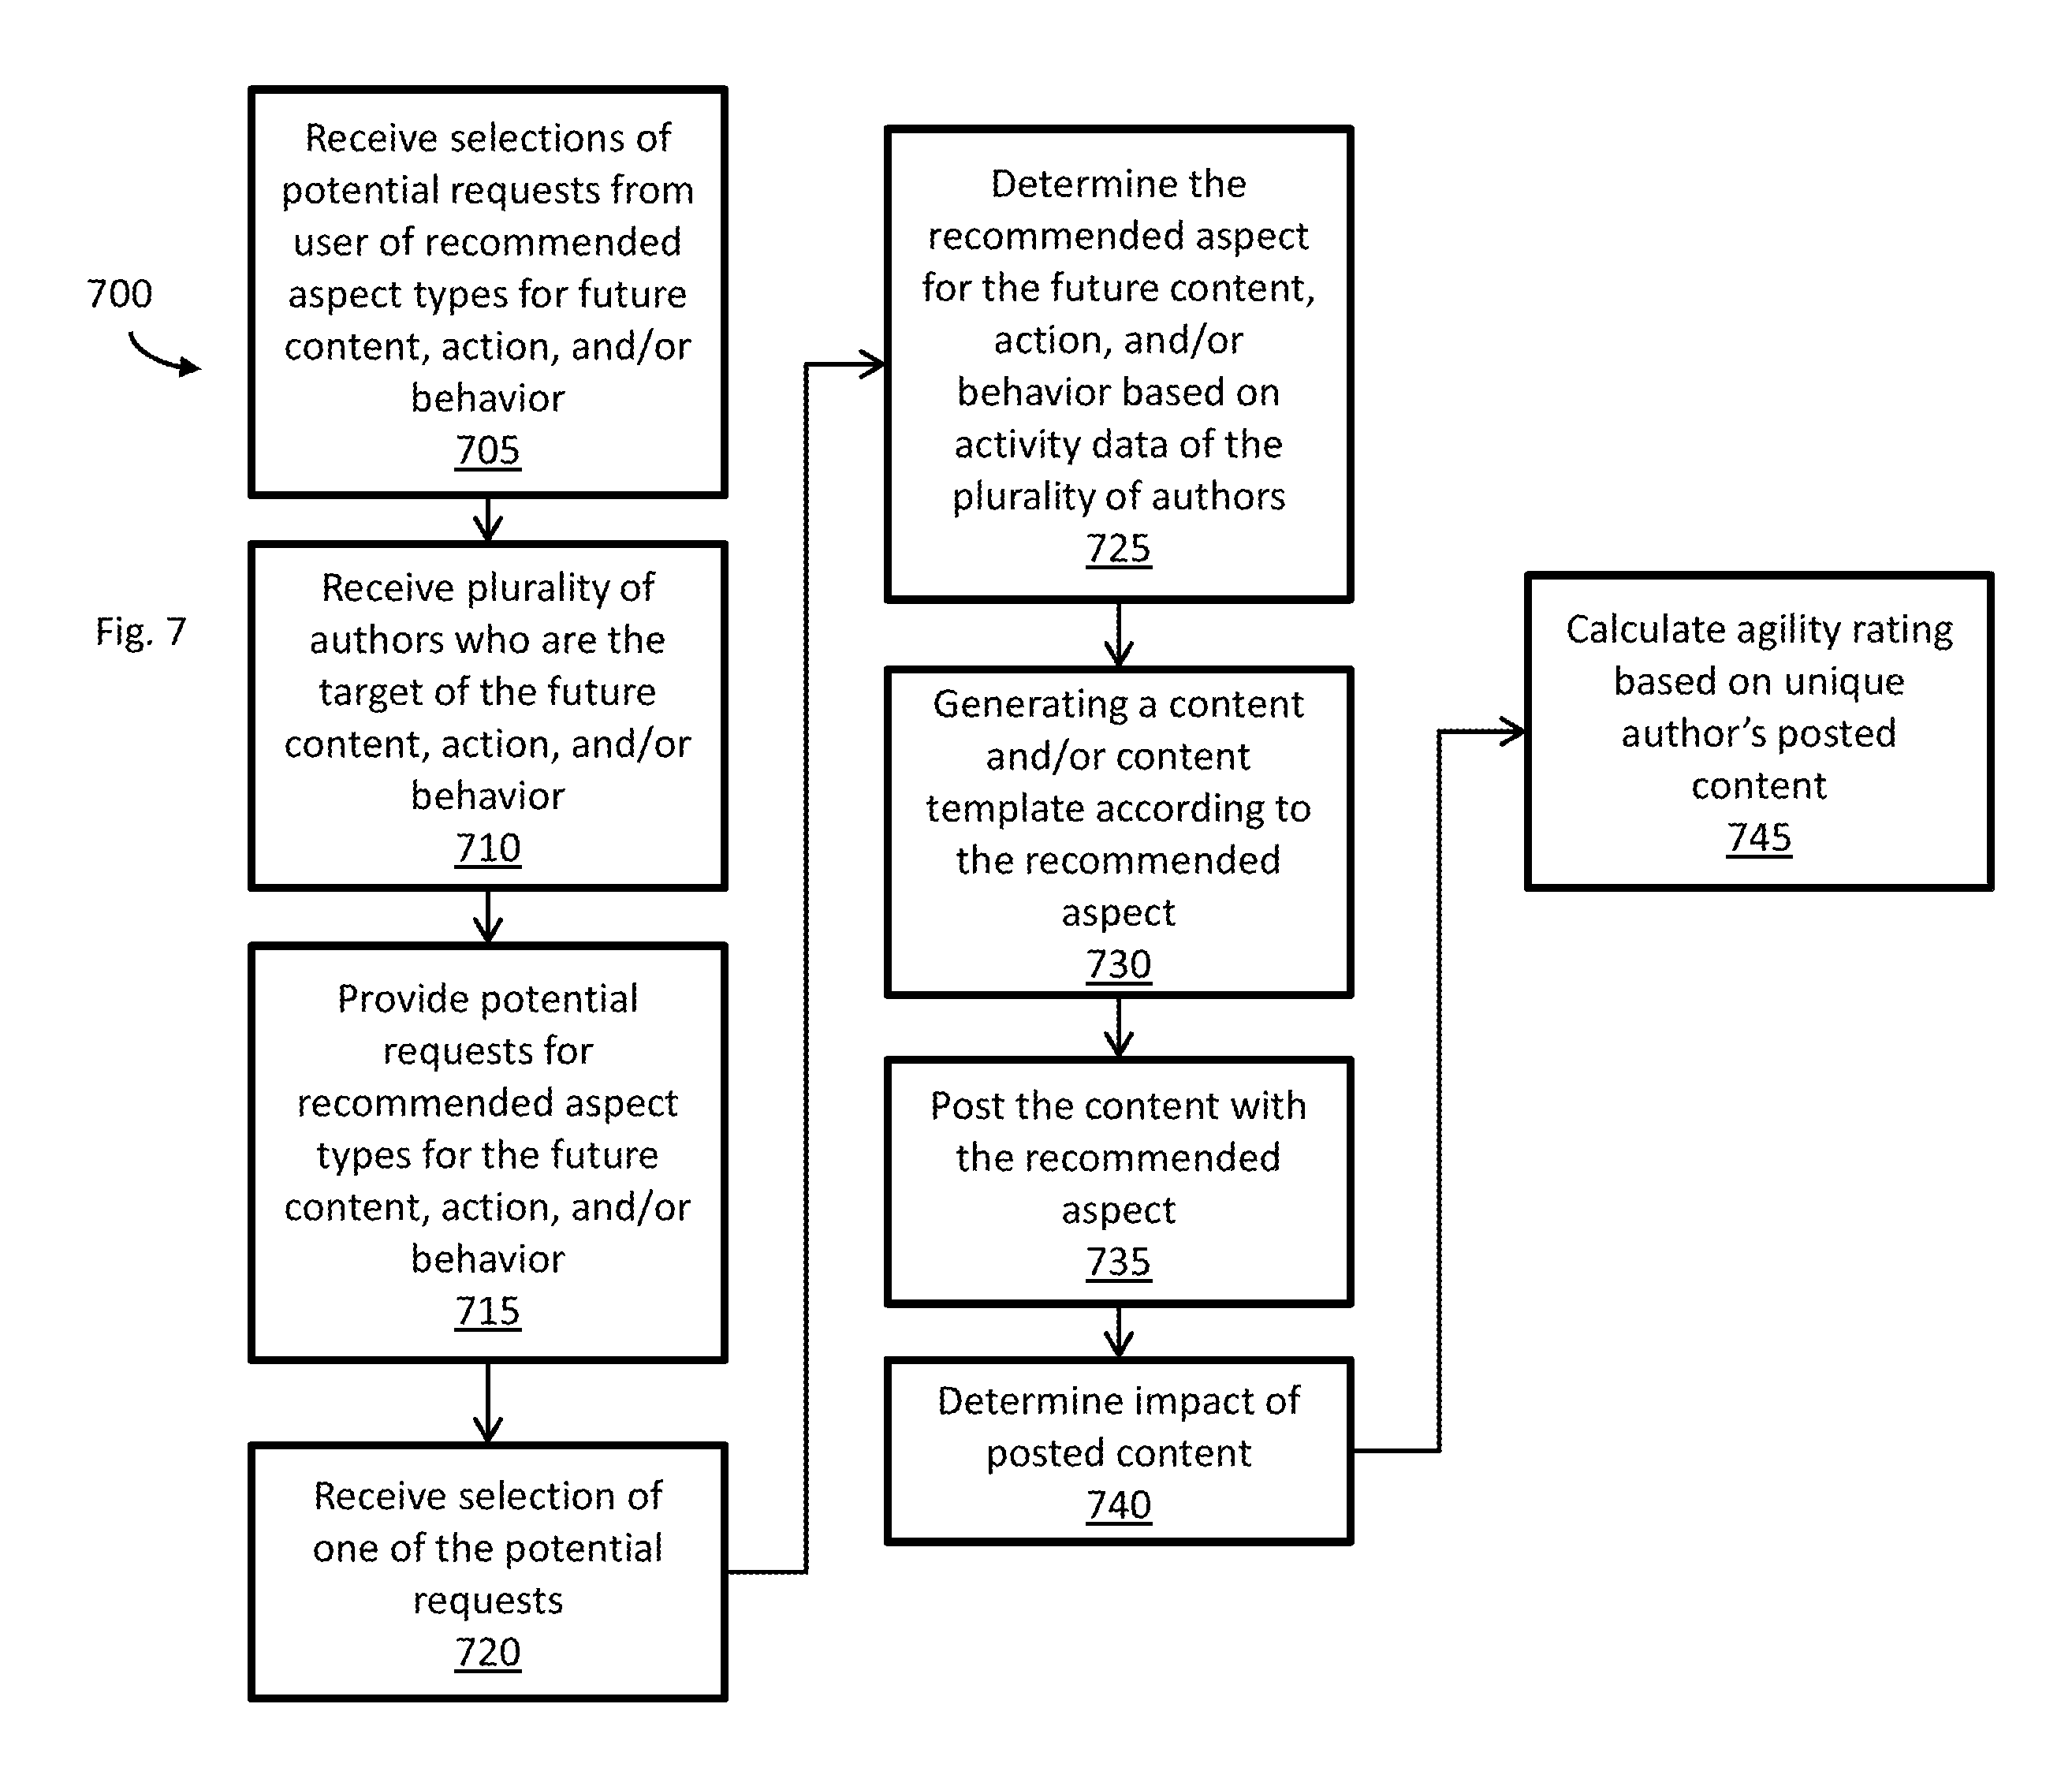 700
Fig. 7
Receive selections of
potential requests from
user of recommended
aspect types for future
content, action, and/or
behavior
705
Receive plurality of
authors who are the
target of the future
content, action, and/or
behavior
710
Provide potential
requests for
recommended aspect
types for the future
content, action, and/or
behavior
715
Receive selection of
one of the potential
requests
720
Determine the
recommended aspect
for the future content,
action, and/or
behavior based on
activity data of the
plurality of authors
725
Generating a content
and/or content
template according to
the recommended
aspect
730
Post the content with
the recommended
aspect
735
Determine impact of
posted content
740
Calculate agility rating
based on unique
author’s posted
content
745